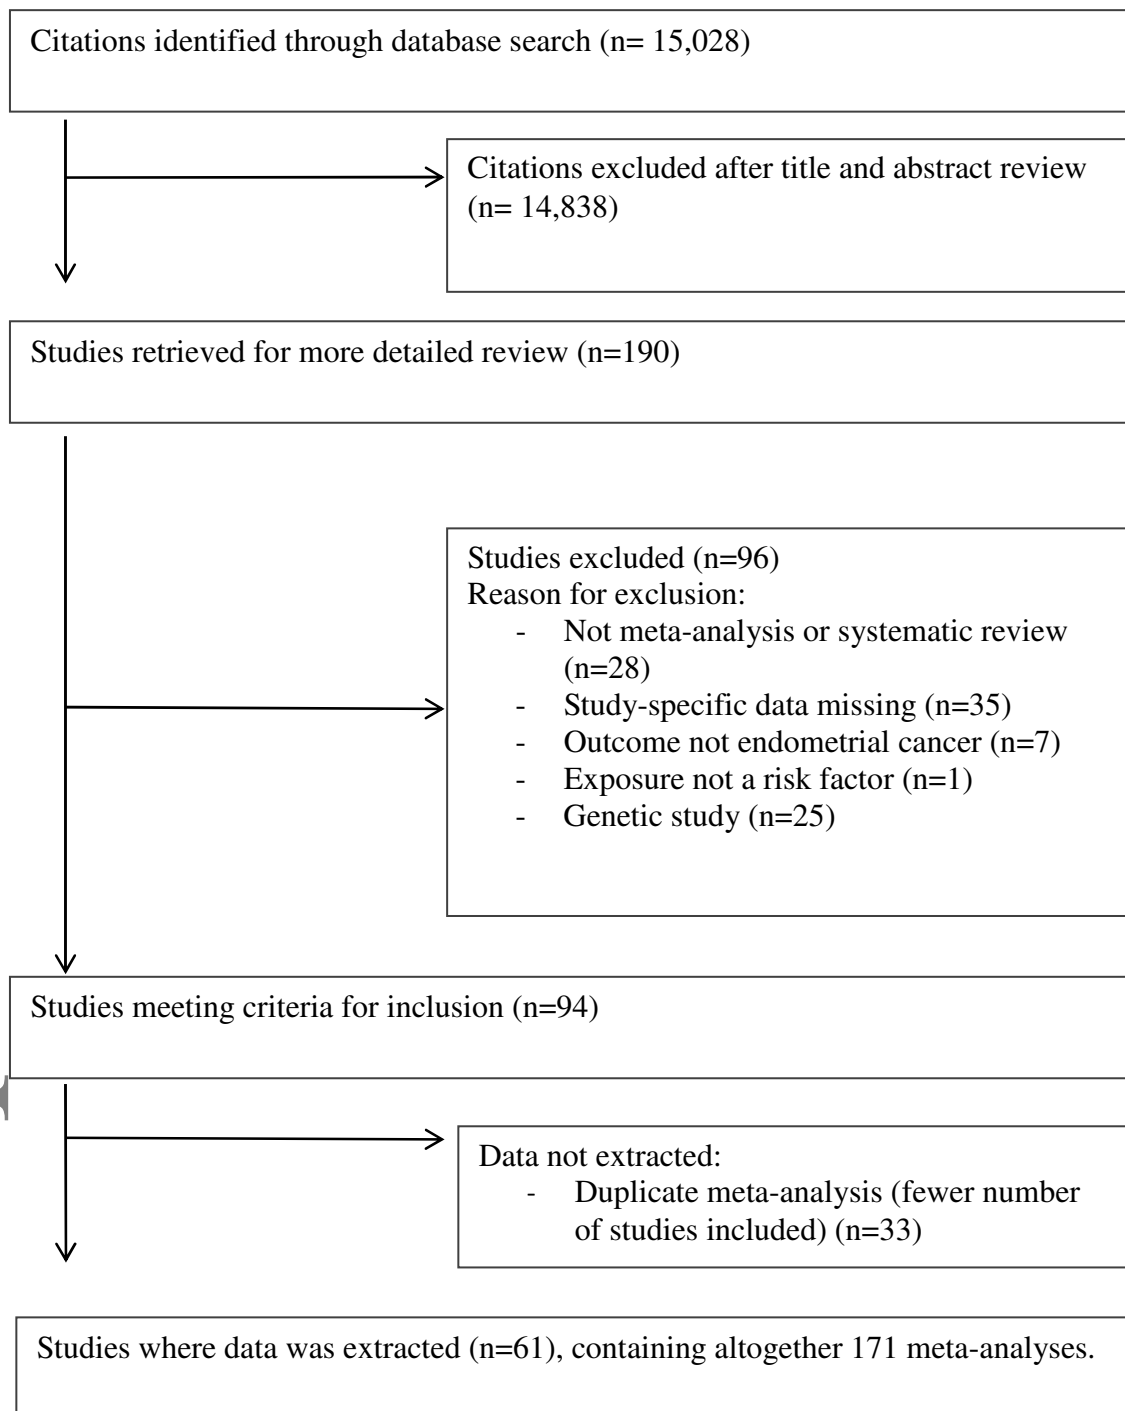 Citations identified through database search (n= 15,028)
Citations excluded after title and abstract review
(n= 14,838)
Studies retrieved for more detailed review (n=190)
Studies excluded (n=96)
Reason for exclusion:
- Not meta-analysis or systematic review
(n=28)
- Study-specific data missing (n=35)
- Outcome not endometrial cancer (n=7)
- Exposure not a risk factor (n=1)
- Genetic study (n=25)
Studies meeting criteria for inclusion (n=94)
Data not extracted:
- Duplicate meta-analysis (fewer number
of studies included) (n=33)
Studies where data was extracted (n=61), containing altogether 171 meta-analyses.